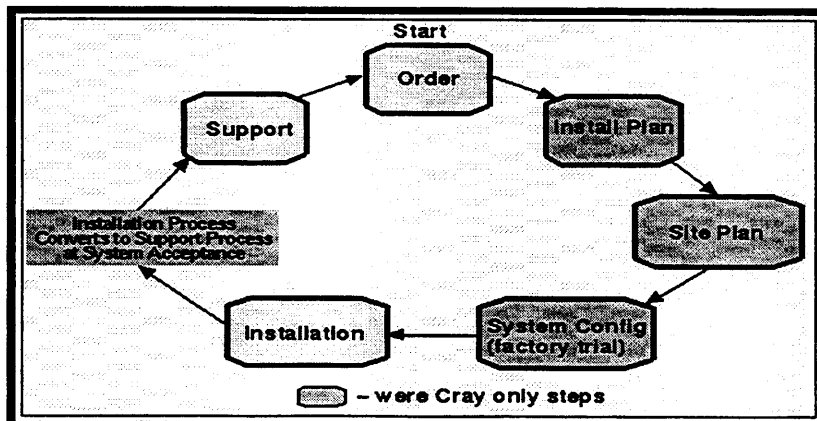 Start
Order
Install Plan
Site Plan
System Config
(factory trial)
Installation
Installation Process
Converts to Support Process
at System Acceptance
Support
– were Cray only steps